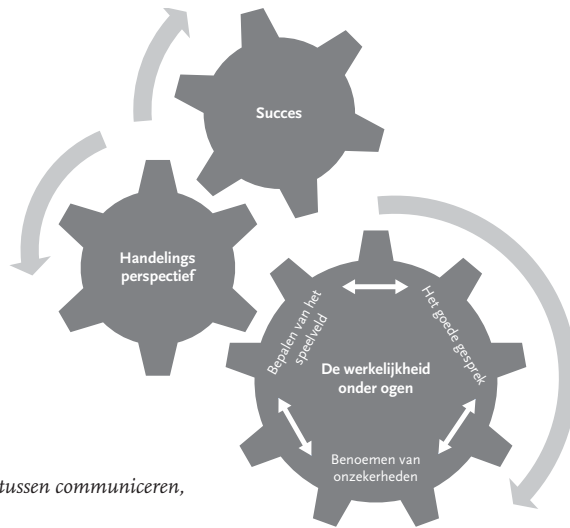 Succes
Handelings
perspectief
Bepalen van het
speelveld
Het goede gesprek
De werkelijkheid
onder ogen
Benoemen van
onzekerheden
tussen communiceren,